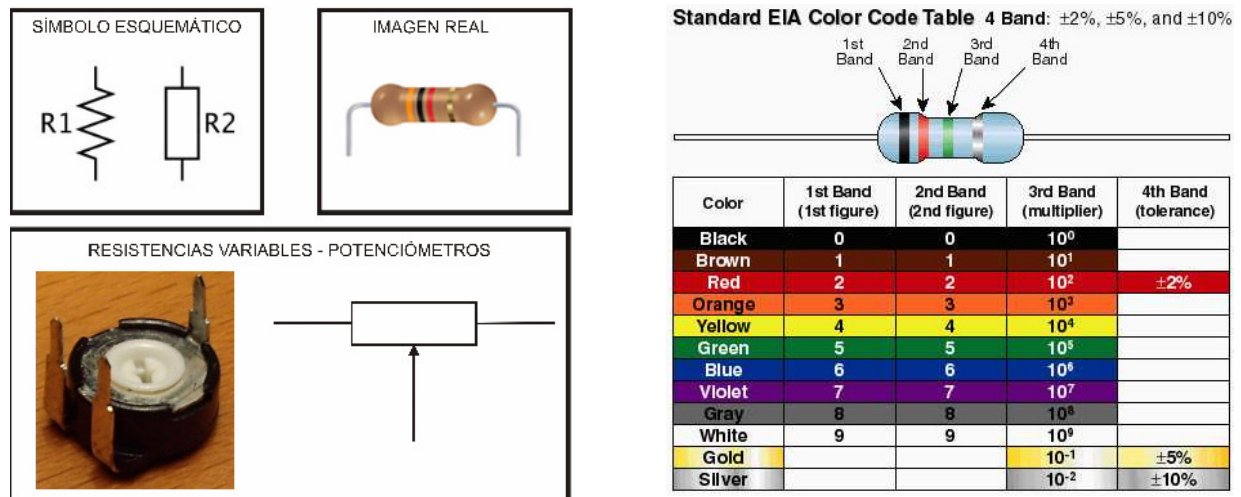 SÍMBOLO ESQUEMÁTICO
R1
R2
IMAGEN REAL
RESISTENCIAS VARIABLES - POTENCIÓMETROS
Standard EIA Color Code Table 4 Band: ±2%, ±5%, and ±10%
1st Band
2nd Band
3rd Band
4th Band
Color 1st Band (1st figure) 2nd Band (2nd figure) 3rd Band (multiplier) 4th Band (tolerance)
Black 0 0 10⁰
Brown 1 1 10¹
Red 2 2 10² ±2%
Orange 3 3 10³
Yellow 4 4 10⁴
Green 5 5 10⁵
Blue 6 6 10⁶
Violet 7 7 10⁷
Gray 8 8 10⁸
White 9 9 10⁹
Gold 10⁻¹ ±5%
Silver 10⁻² ±10%